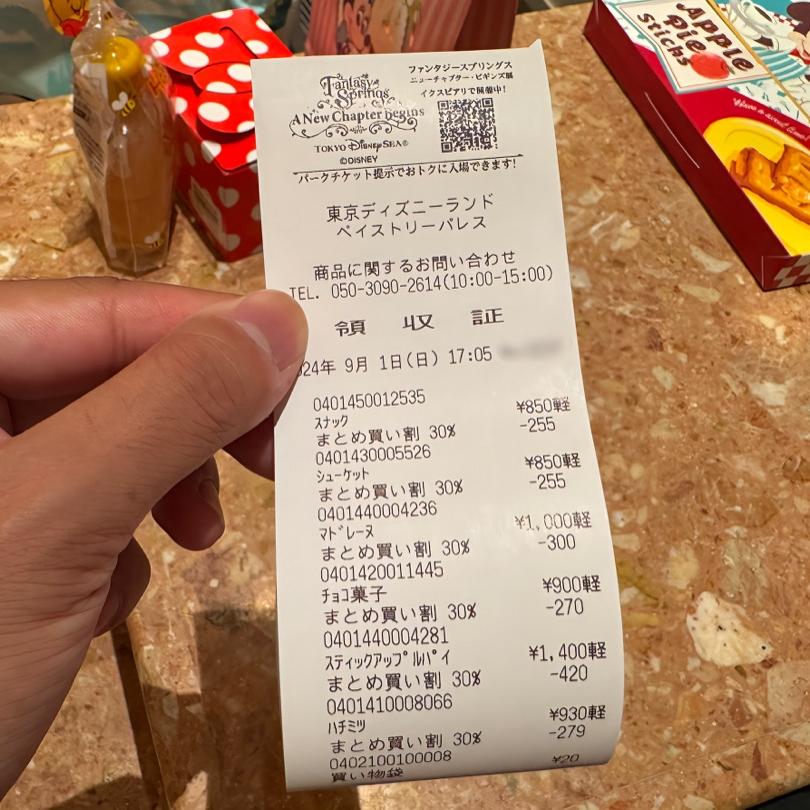 Apple
Pie
Sticks
Fantasy
Springs
A New Chapter begins
TOKYO DISNEY SEA®
©DISNEY
ファンタジースプリングス
ニューチャプター・ビギンズ展
イクスピアリで開催中!
パークチケット提示でおトクに入場できます!
東京ディズニーランド
ペイストリーパレス
商品に関するお問い合わせ
TEL. 050-3090-2614(10:00-15:00)
領 収 証
24年 9月 1日(日) 17:05
0401450012535
スナック ¥850軽
まとめ買い割 30% -255
0401430005526
シューケット ¥850軽
まとめ買い割 30% -255
0401440004236
マドレーヌ ¥1,000軽
まとめ買い割 30% -300
0401420011445
チョコ菓子 ¥900軽
まとめ買い割 30% -270
0401440004281
スティックアップルパイ ¥1,400軽
まとめ買い割 30% -420
0401410008066
ハチミツ ¥930軽
まとめ買い割 30% -279
0402100100008
買い物袋 ¥20